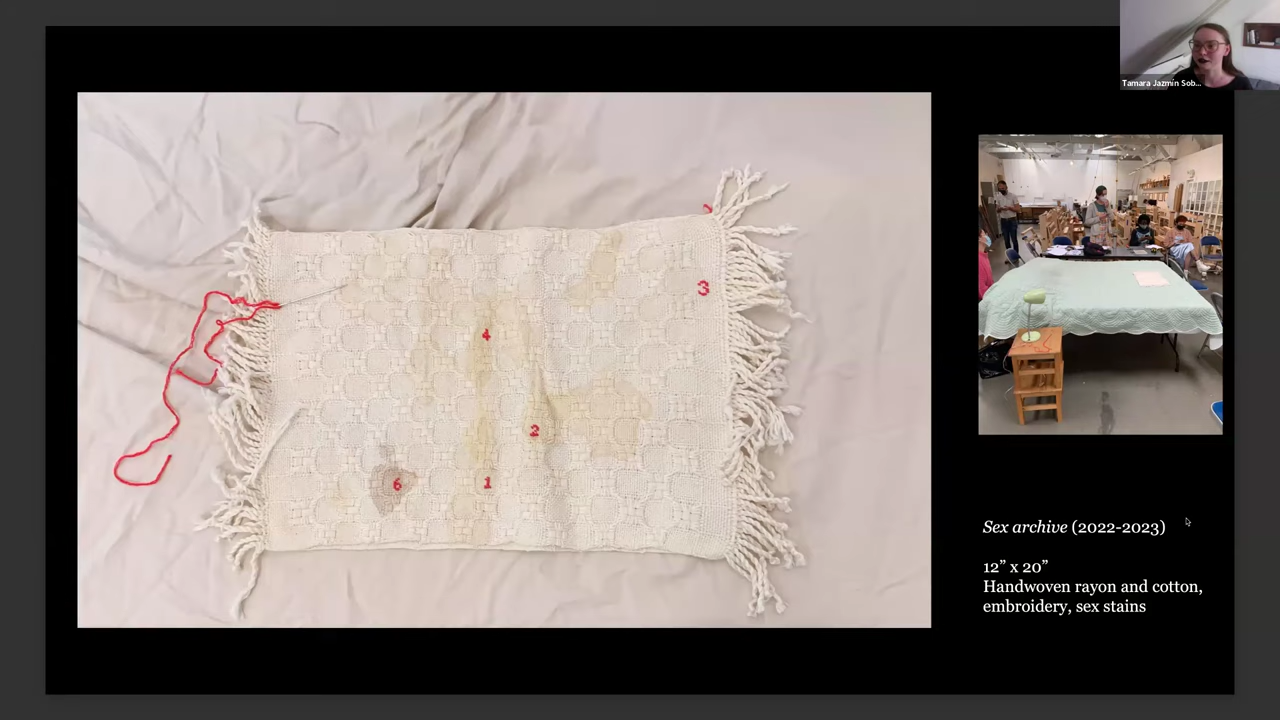 Tamara Jazmin Sob...
3
4
2
6
1
Sex archive (2022-2023)
12” x 20”
Handwoven rayon and cotton,
embroidery, sex stains